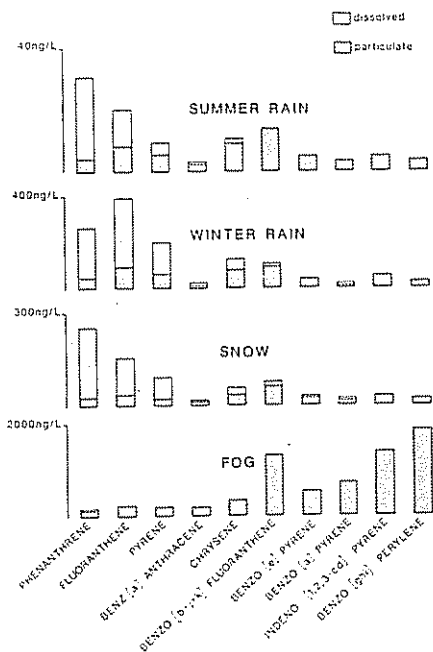 dissolved
particulate
40ng/L
SUMMER RAIN
400ng/L
WINTER RAIN
300ng/L
SNOW
2000ng/L
FOG
PHENANTHRENE
FLUORANTHENE
PYRENE
BENZ [a] ANTHRACENE
CHRYSENE
BENZO FLUORANTHENE
BENZO [e] PYRENE
BENZO [a] PYRENE
INDENO [1,2,3-cd] PYRENE
BENZO [ghi] PERYLENE